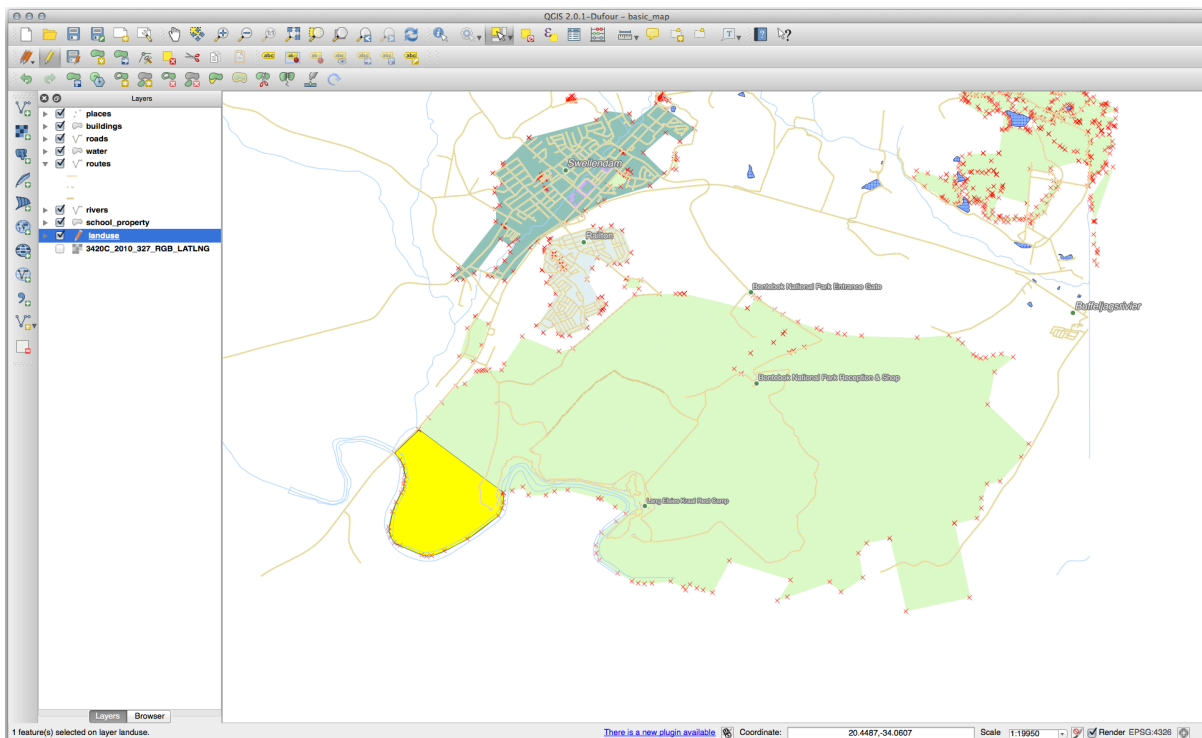 QGIS 2.0.1-Dufour - basic_map
Layers
places
buildings
roads
water
routes
rivers
school_property
landuse
3420C_2010_327_RGB_LATLNG
Swellendam
Railton
Bontebok National Park Entrance Gate
Buffeljagsrivier
Bontebok National Park Reception & Shop
Lang Elsies Kraal Rest Camp
Layers Browser
1 feature(s) selected on layer landuse. There is a new plugin available Coordinate: 20.4487,-34.0607 Scale 1:19950 Render EPSG:4326